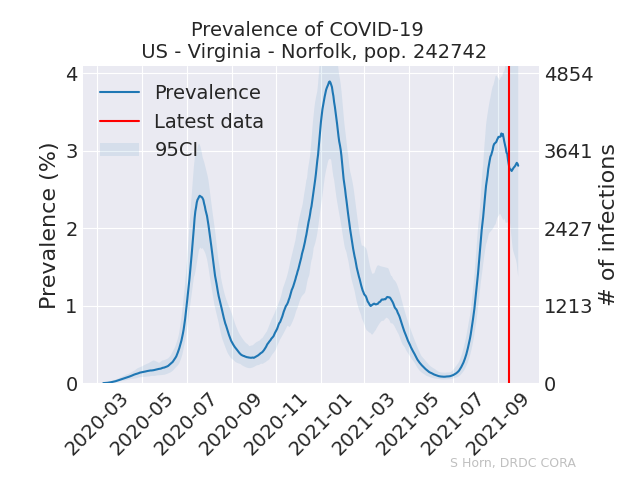 Prevalence of COVID-19
US - Virginia - Norfolk, pop. 242742
Prevalence
Latest data
95CI
Prevalence (%)
4
3
2
1
0
4854
3641
2427
1213
0
# of infections
2020-03
2020-05
2020-07
2020-09
2020-11
2021-01
2021-03
2021-05
2021-07
2021-09
S Horn, DRDC CORA